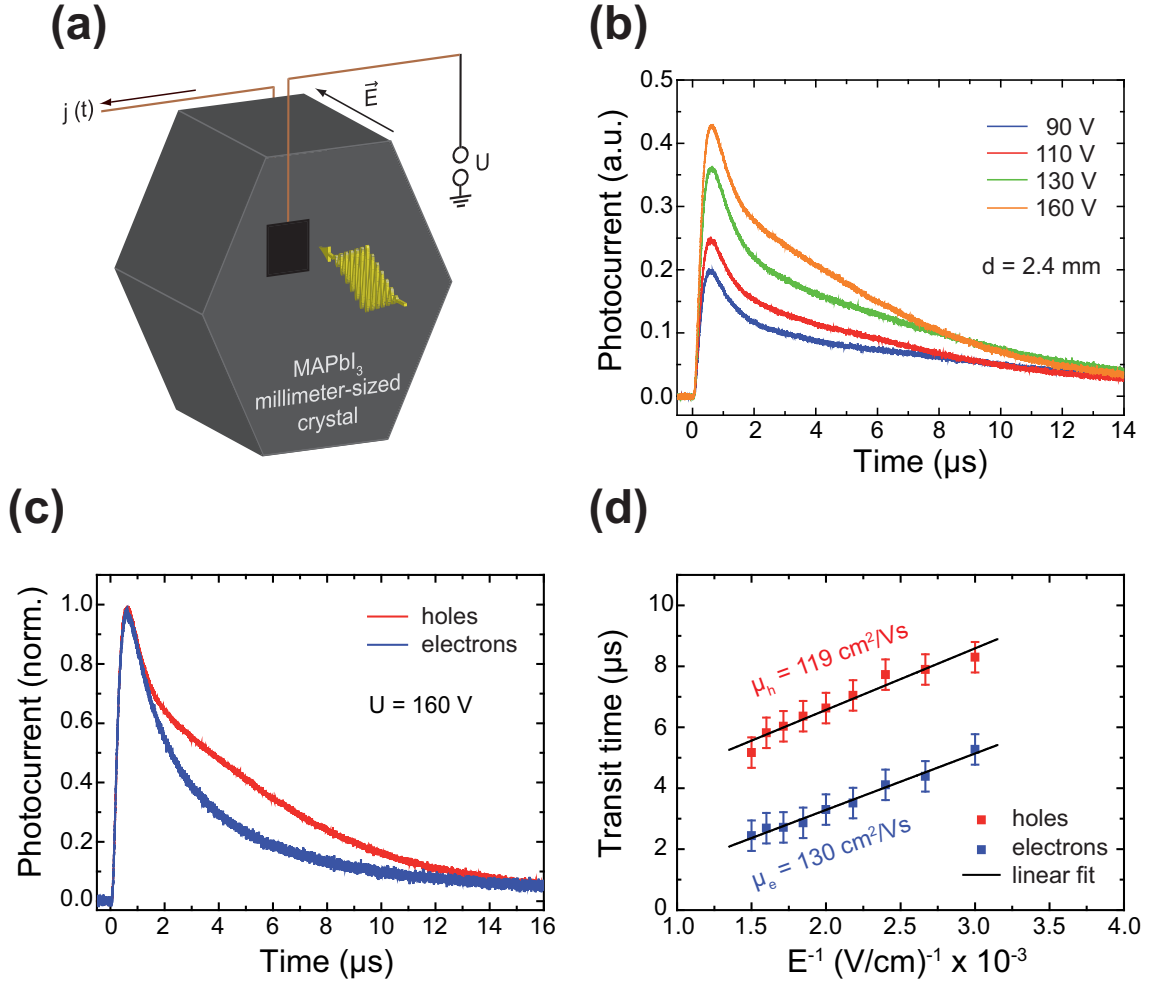 (a)
j (t)
E
U
MAPbI₃
millimeter-sized
crystal
(b)
Photocurrent (a.u.)
0.5
0.4
0.3
0.2
0.1
0.0
90 V
110 V
130 V
160 V
d = 2.4 mm
0 2 4 6 8 10 12 14
Time (µs)
(c)
Photocurrent (norm.)
1.0
0.8
0.6
0.4
0.2
0.0
holes
electrons
U = 160 V
0 2 4 6 8 10 12 14 16
Time (µs)
(d)
Transit time (µs)
10
8
6
4
2
0
µₕ = 119 cm²/Vs
µₑ = 130 cm²/Vs
holes
electrons
linear fit
1.0 1.5 2.0 2.5 3.0 3.5 4.0
E⁻¹ (V/cm)⁻¹ x 10⁻³